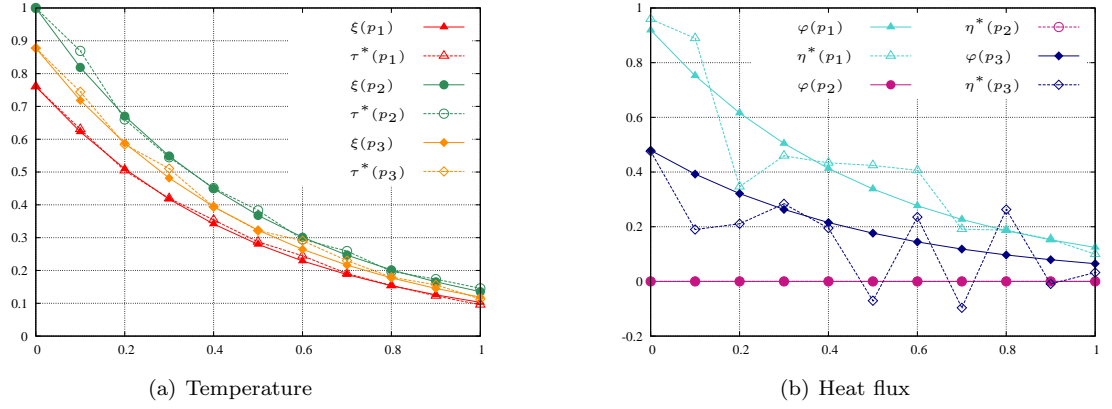 0
0.1
0.2
0.3
0.4
0.5
0.6
0.7
0.8
0.9
1
0 0.2 0.4 0.6 0.8 1
ξ(p₁)
τ*(p₁)
ξ(p₂)
τ*(p₂)
ξ(p₃)
τ*(p₃)
(a) Temperature
-0.2
0
0.2
0.4
0.6
0.8
1
0 0.2 0.4 0.6 0.8 1
φ(p₁) η*(p₂)
η*(p₁) φ(p₃)
φ(p₂) η*(p₃)
(b) Heat flux